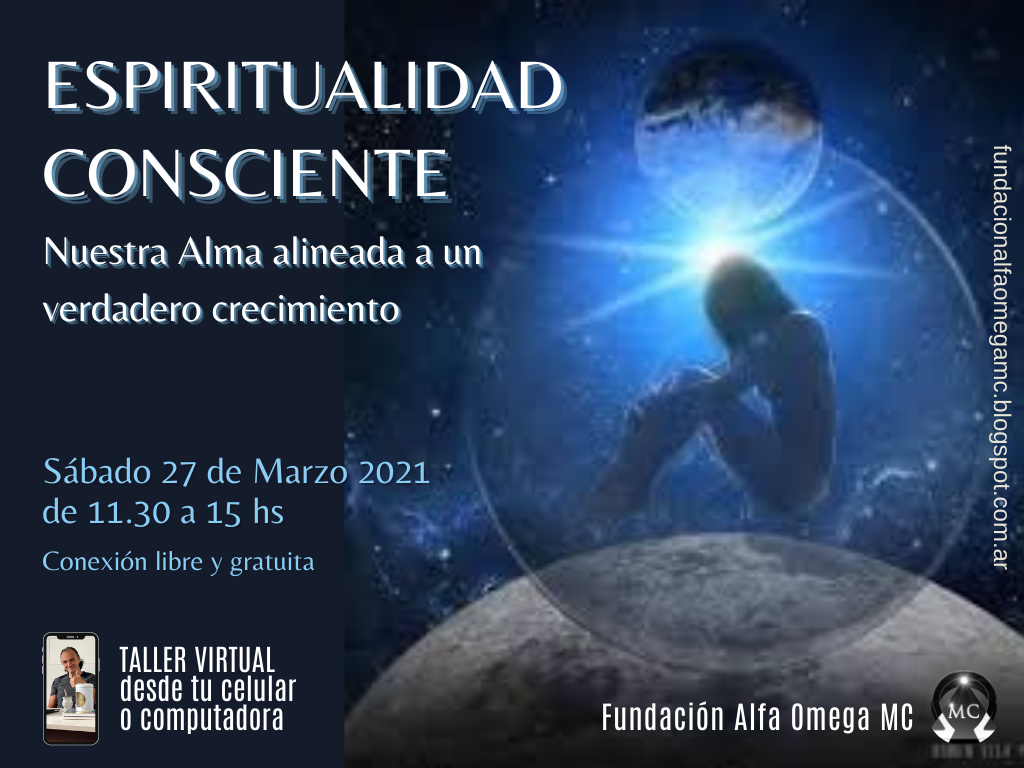 ESPIRITUALIDAD
CONSCIENTE
Nuestra Alma alineada a un
verdadero crecimiento
Sábado 27 de Marzo 2021
de 11.30 a 15 hs
Conexión libre y gratuita
TALLER VIRTUAL
desde tu celular
o computadora
Fundación Alfa Omega MC
MC
fundacionalfaomegamc.blogspot.com.ar